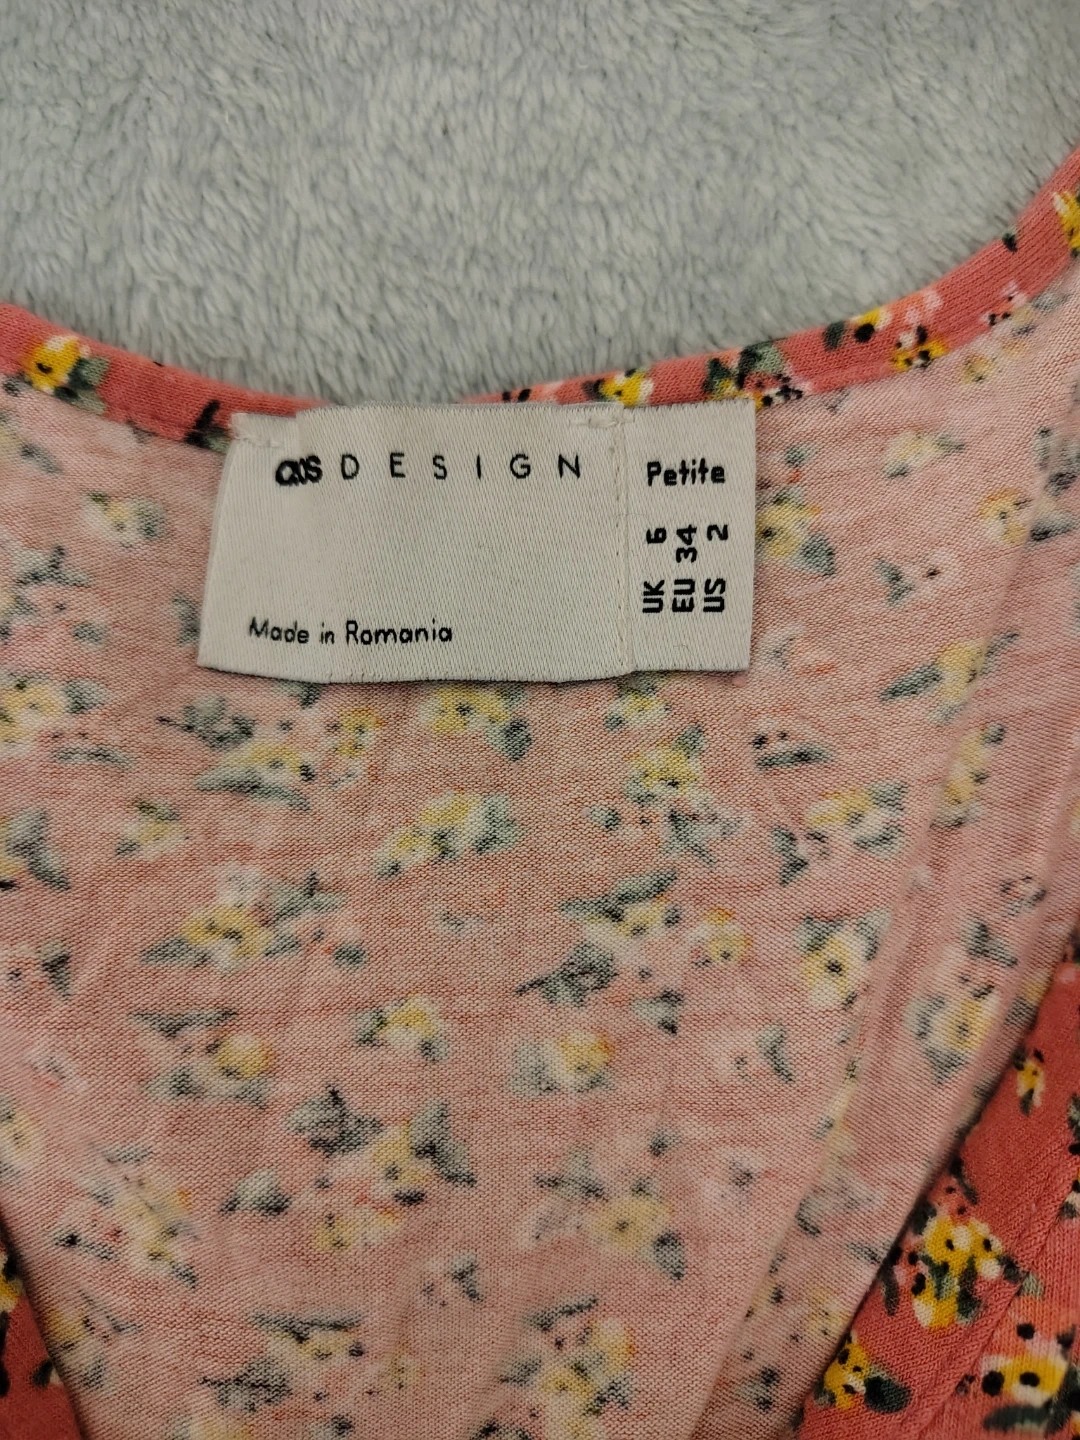 asos DESIGN
Made in Romania
Petite
UK 6
EU 34
US 2